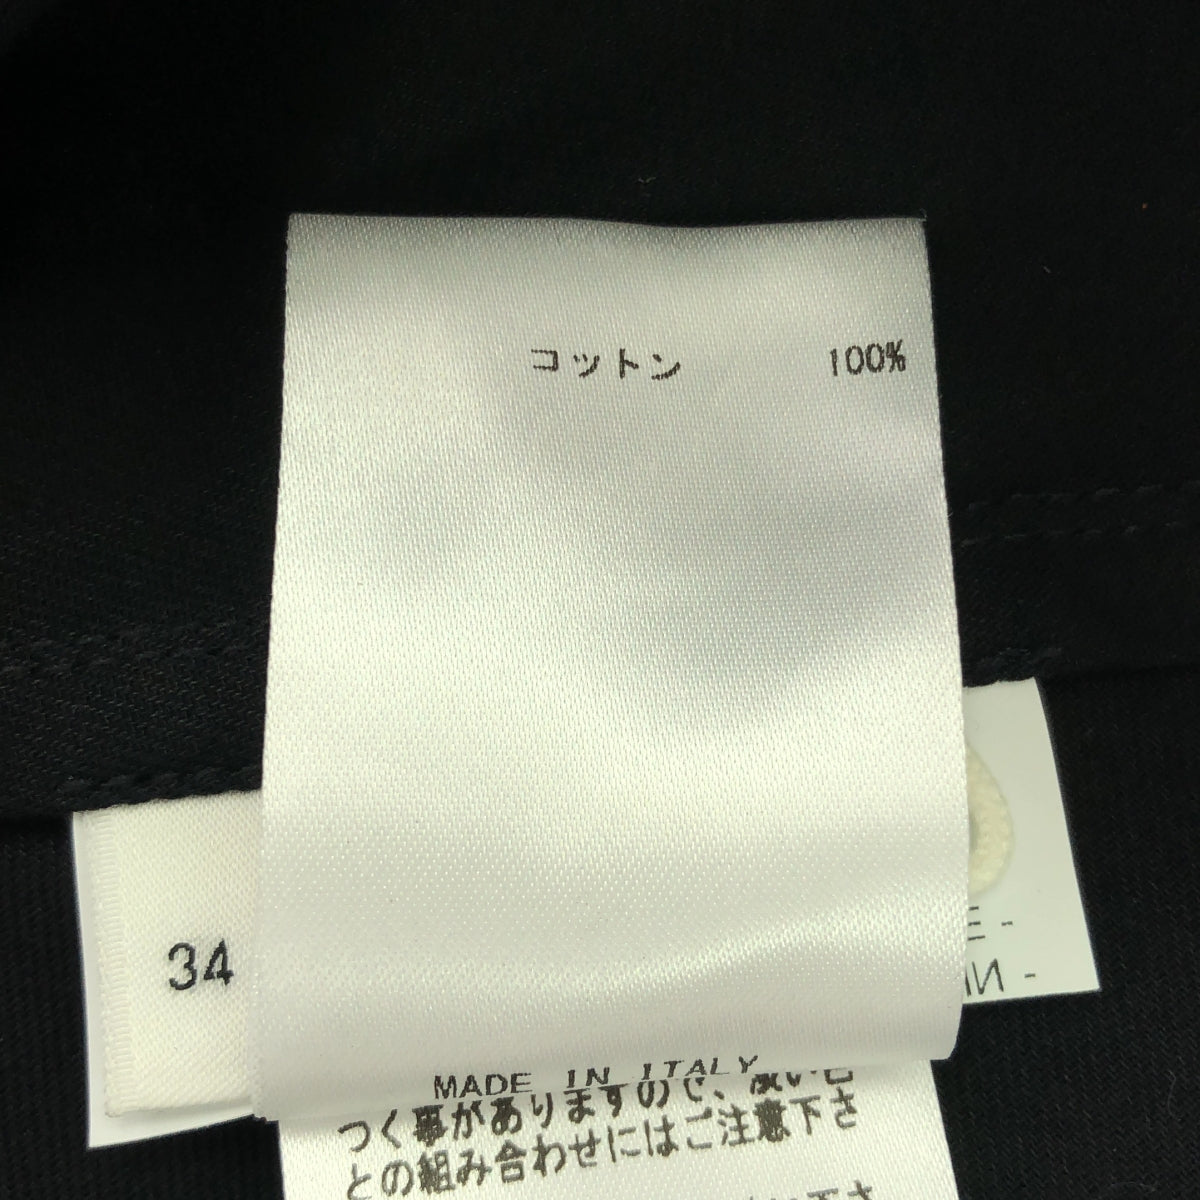 コットン 100%
34
MADE IN ITALY
つく事がありますので、淡い色
との組み合わせにはご注意下さ